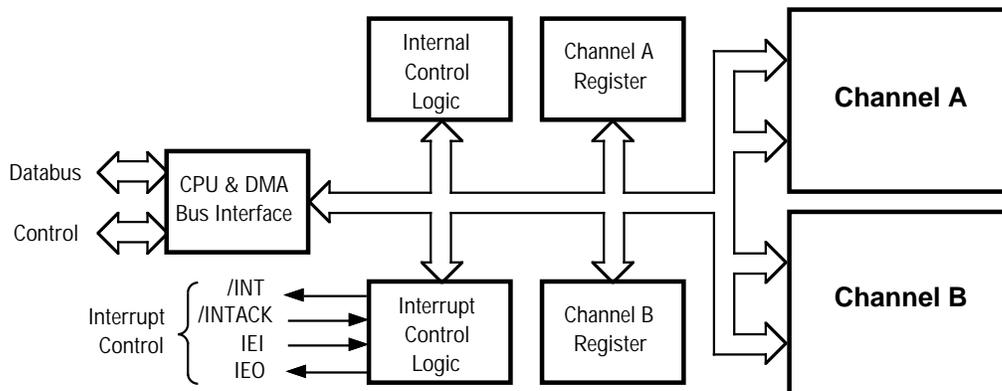 Internal
Control
Logic
Channel A
Register
Channel A
Databus
Control
CPU & DMA
Bus Interface
Channel B
/INT
/INTACK
IEI
IEO
Interrupt
Control
Interrupt
Control
Logic
Channel B
Register